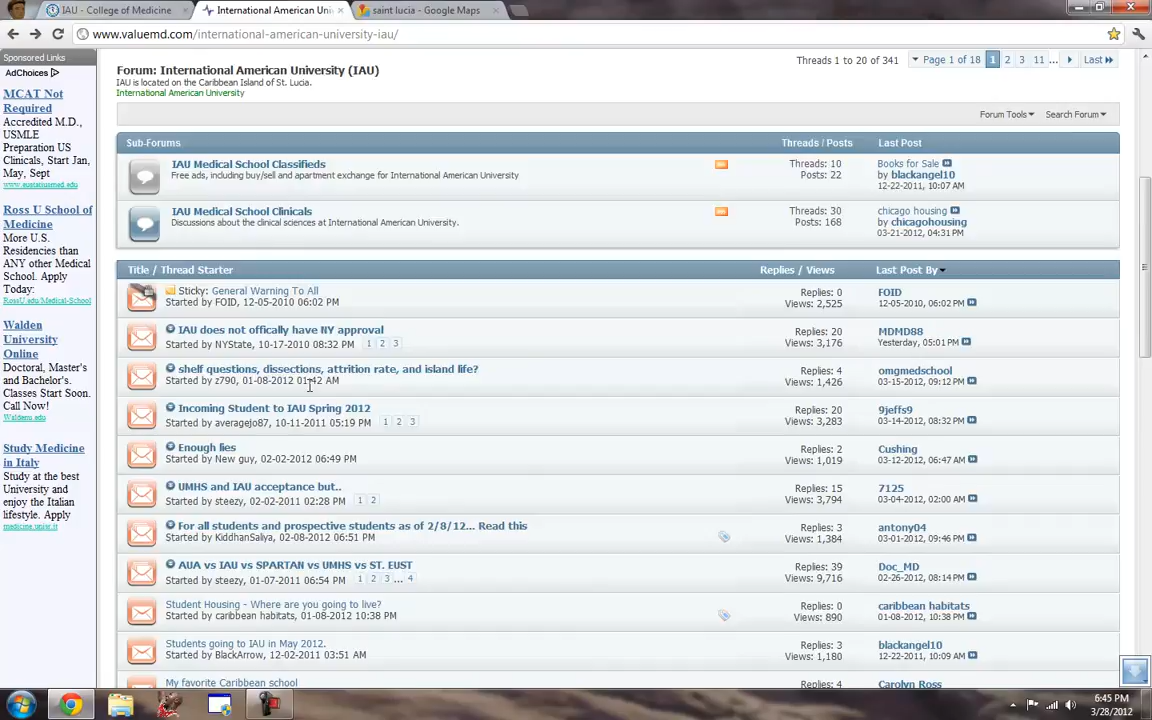 IAU - College of Medicine
International American Uni
saint lucia - Google Maps
www.valuemd.com/international-american-university-iau/
Sponsored Links
AdChoices
MCAT Not
Required
Accredited M.D.,
USMLE
Preparation US
Clinicals, Start Jan,
May, Sept
www.eustatiusmed.edu
Ross U School of
Medicine
More U.S.
Residencies than
ANY other Medical
School. Apply
Today:
RossU.edu/Medical-School
Walden
University
Online
Doctoral, Master's
and Bachelor's.
Classes Start Soon.
Call Now!
Waldenu.edu
Study Medicine
in Italy
Study at the best
University and
enjoy the Italian
lifestyle. Apply
medicine.unir.it
Threads 1 to 20 of 341
Page 1 of 18 1 2 3 11 ... Last
Forum: International American University (IAU)
IAU is located on the Caribbean Island of St. Lucia.
International American University
Forum Tools Search Forum
Sub-Forums Threads / Posts Last Post
IAU Medical School Classifieds
Free ads, including buy/sell and apartment exchange for International American University
Threads: 10
Posts: 22
Books for Sale
by blackangel10
12-22-2011, 10:07 AM
IAU Medical School Clinicals
Discussions about the clinical sciences at International American University.
Threads: 30
Posts: 168
chicago housing
by chicagohousing
03-21-2012, 04:31 PM
Title / Thread Starter Replies / Views Last Post By
Sticky: General Warning To All
Started by FOID, 12-05-2010 06:02 PM
Replies: 0
Views: 2,525
FOID
12-05-2010, 06:02 PM
IAU does not offically have NY approval
Started by NYState, 10-17-2010 08:32 PM 1 2 3
Replies: 20
Views: 3,176
MDMD88
Yesterday, 05:01 PM
shelf questions, dissections, attrition rate, and island life?
Started by z790, 01-08-2012 01:42 AM
Replies: 4
Views: 1,426
omgmedschool
03-15-2012, 09:12 PM
Incoming Student to IAU Spring 2012
Started by averagejo87, 10-11-2011 05:19 PM 1 2 3
Replies: 20
Views: 3,283
9jeffs9
03-14-2012, 08:32 PM
Enough lies
Started by New guy, 02-02-2012 06:49 PM
Replies: 2
Views: 1,019
Cushing
03-12-2012, 06:47 AM
UMHS and IAU acceptance but..
Started by steezy, 02-02-2011 02:28 PM 1 2
Replies: 15
Views: 3,794
7125
03-04-2012, 02:00 AM
For all students and prospective students as of 2/8/12... Read this
Started by KiddhanSaliya, 02-08-2012 06:51 PM
Replies: 3
Views: 1,384
antony04
03-01-2012, 09:46 PM
AUA vs IAU vs SPARTAN vs UMHS vs ST. EUST
Started by steezy, 01-07-2011 06:54 PM 1 2 3 ... 4
Replies: 39
Views: 9,716
Doc_MD
02-26-2012, 08:14 PM
Student Housing - Where are you going to live?
Started by caribbean habitats, 01-08-2012 10:38 PM
Replies: 0
Views: 890
caribbean habitats
01-08-2012, 10:38 PM
Students going to IAU in May 2012.
Started by BlackArrow, 12-02-2011 03:51 AM
Replies: 3
Views: 1,180
blackangel10
12-22-2011, 10:09 AM
My favorite Caribbean school
Replies: 4
Carolyn Ross
6:45 PM
3/28/2012